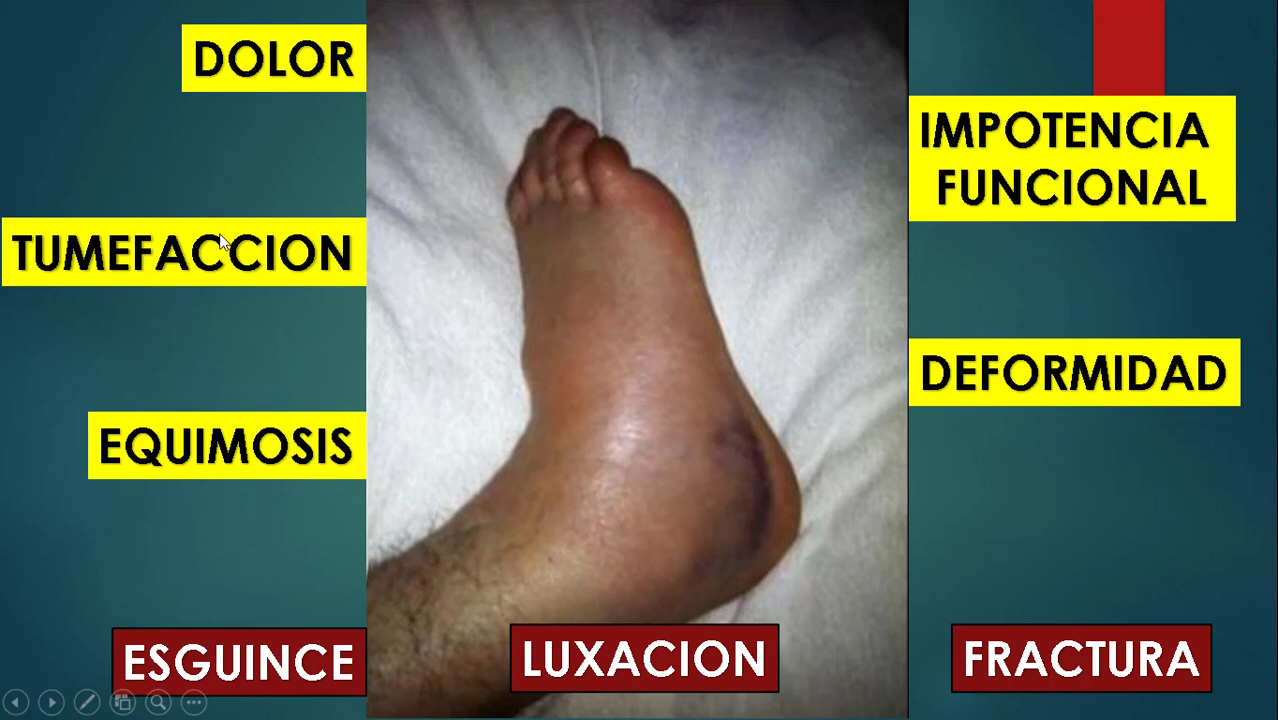 DOLOR
IMPOTENCIA
FUNCIONAL
TUMEFACCION
DEFORMIDAD
EQUIMOSIS
ESGUINCE
LUXACION
FRACTURA